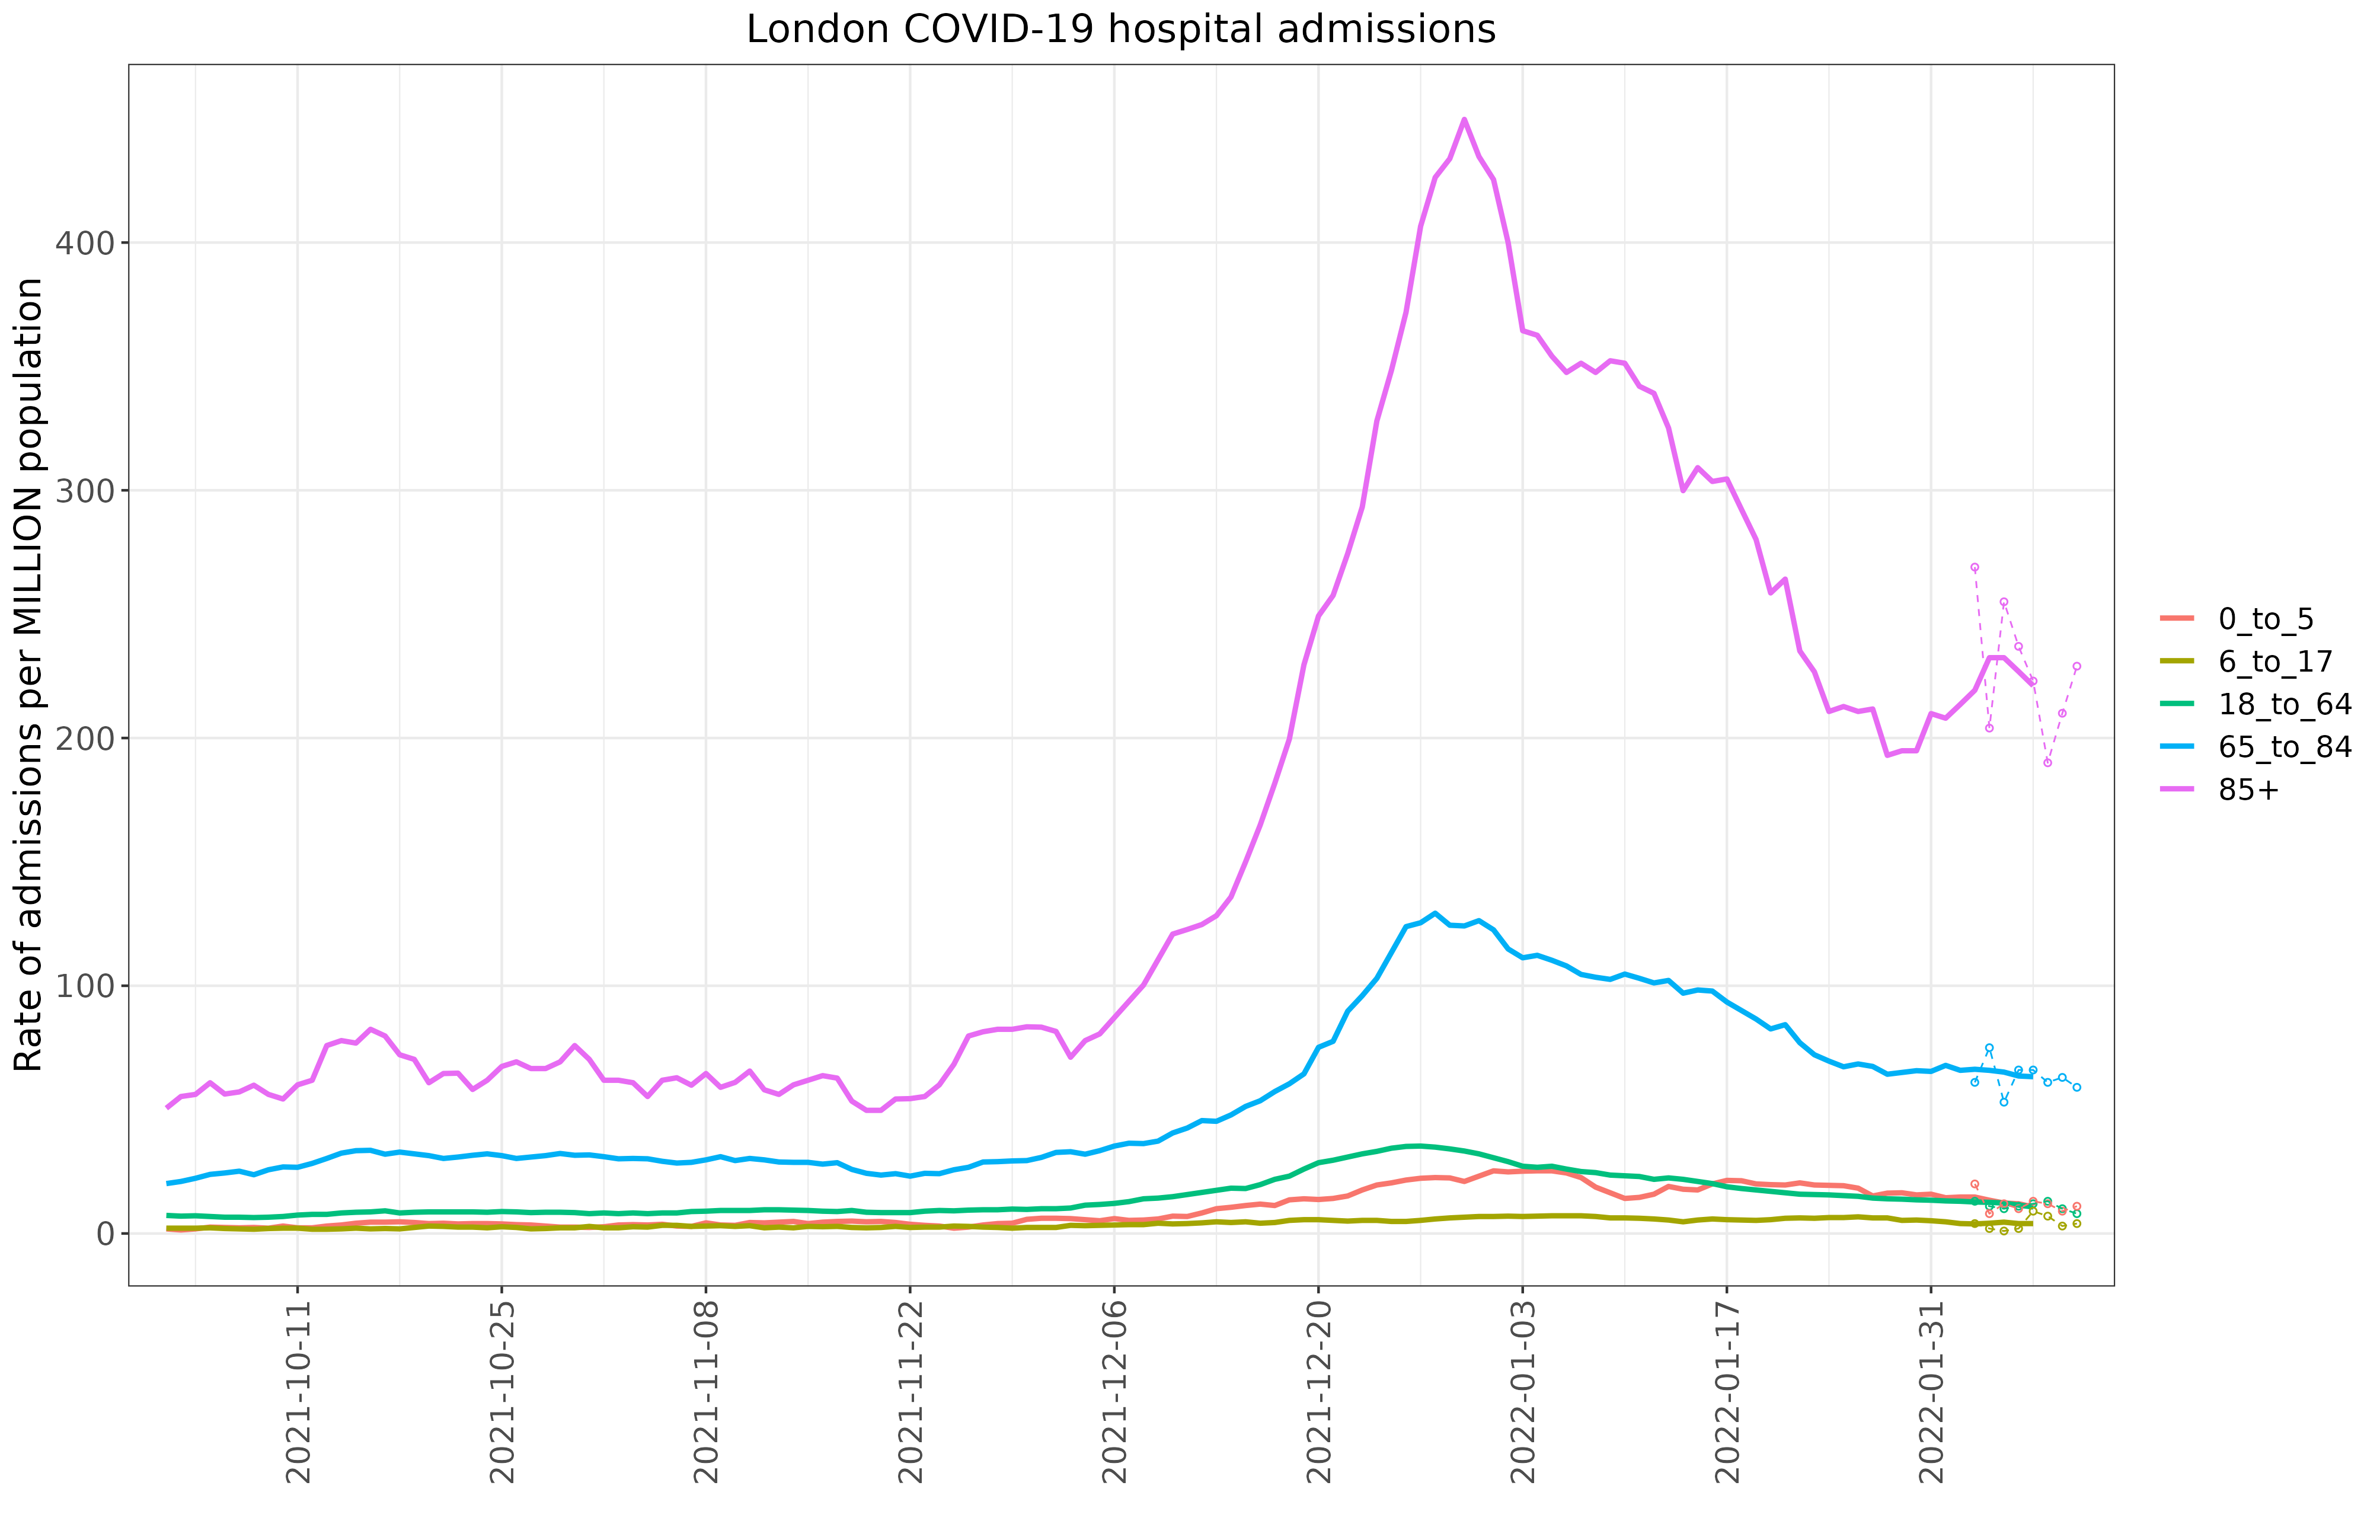 London COVID-19 hospital admissions
Rate of admissions per MILLION population
400
300
200
100
0
2021-10-11
2021-10-25
2021-11-08
2021-11-22
2021-12-06
2021-12-20
2022-01-03
2022-01-17
2022-01-31
0_to_5
6_to_17
18_to_64
65_to_84
85+